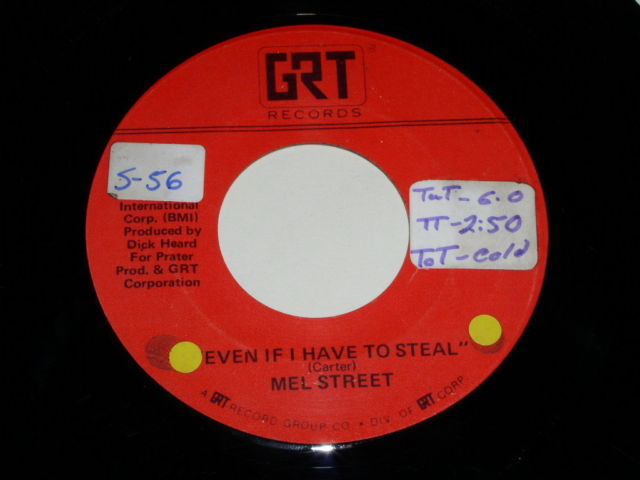 GRT
RECORDS
S-56
International
Corp. (BMI)
Produced by
Dick Heard
For Prater
Prod. & GRT
Corporation
TuT- 6.0
TT-2:50
ToT-Cold
EVEN IF I HAVE TO STEAL"
(Carter)
MEL STREET
A GRT RECORD GROUP CO • DIV. OF GRT CORP.